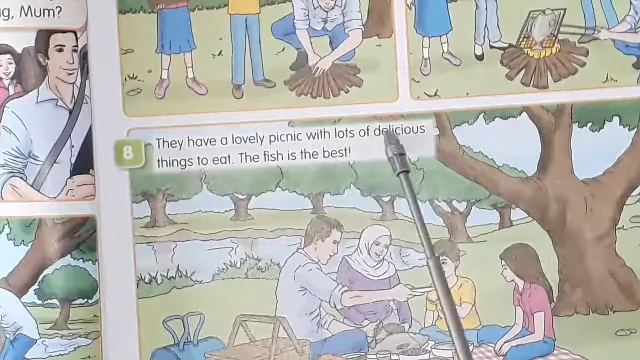 g, Mum?
8
They have a lovely picnic with lots of delicious
things to eat. The fish is the best!